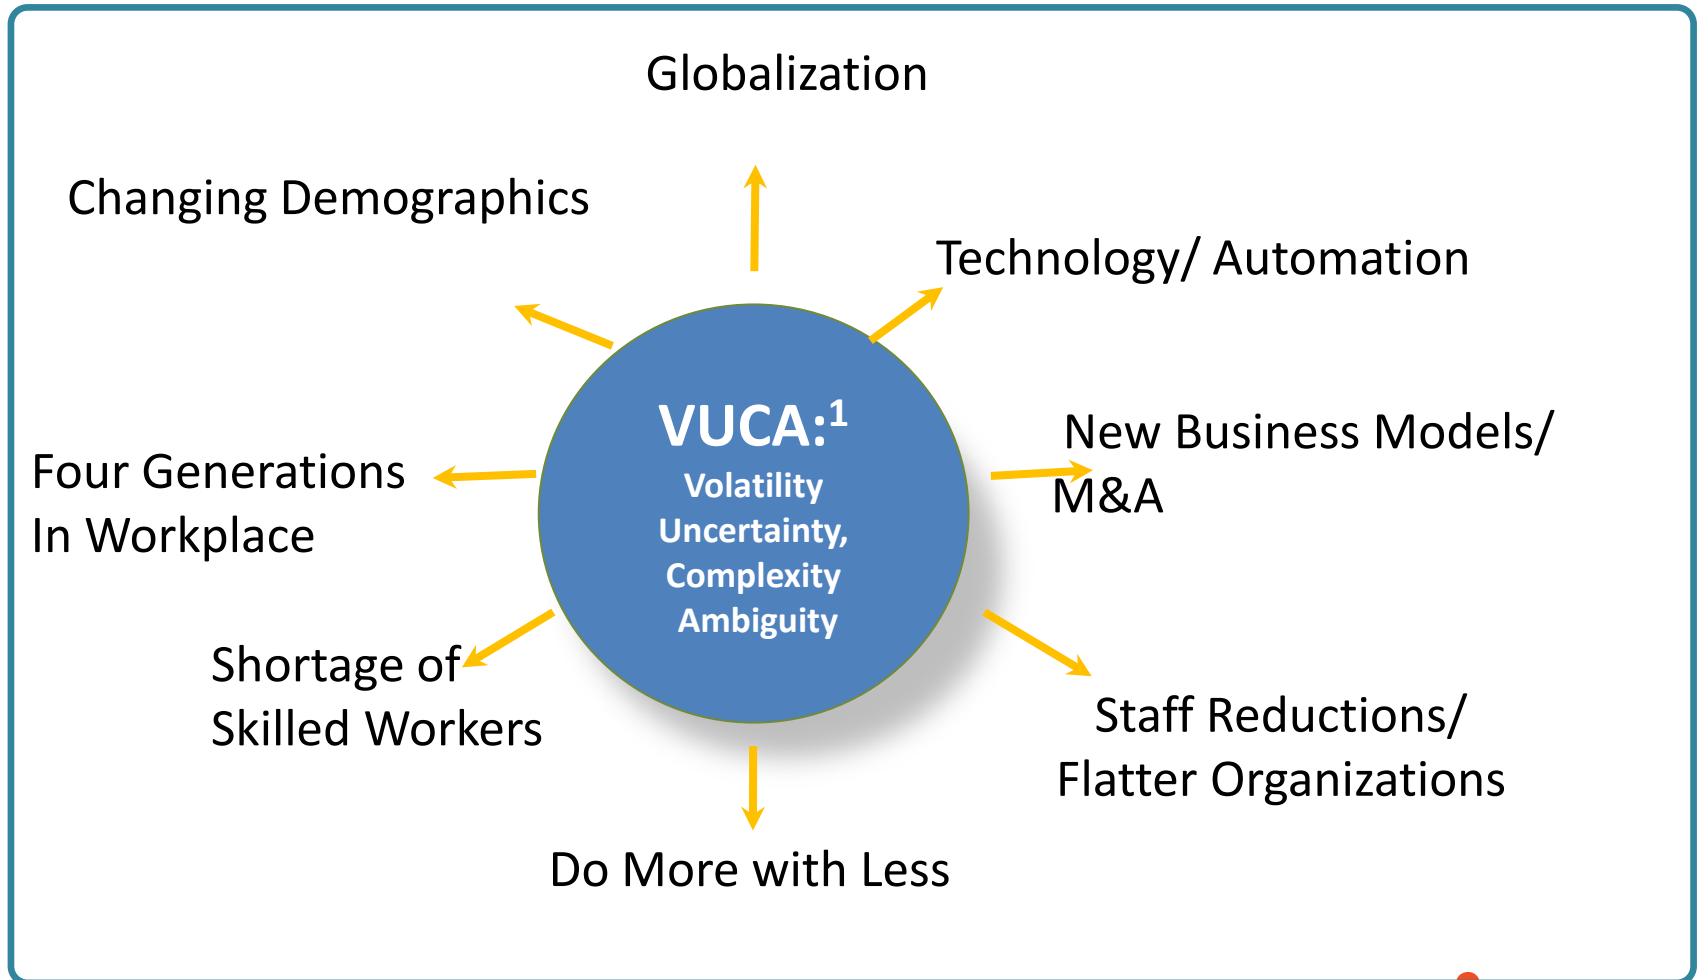 Globalization
Changing Demographics
Technology/ Automation
New Business Models/
M&A
Four Generations
In Workplace
VUCA:¹
Volatility
Uncertainty,
Complexity
Ambiguity
Shortage of
Skilled Workers
Staff Reductions/
Flatter Organizations
Do More with Less